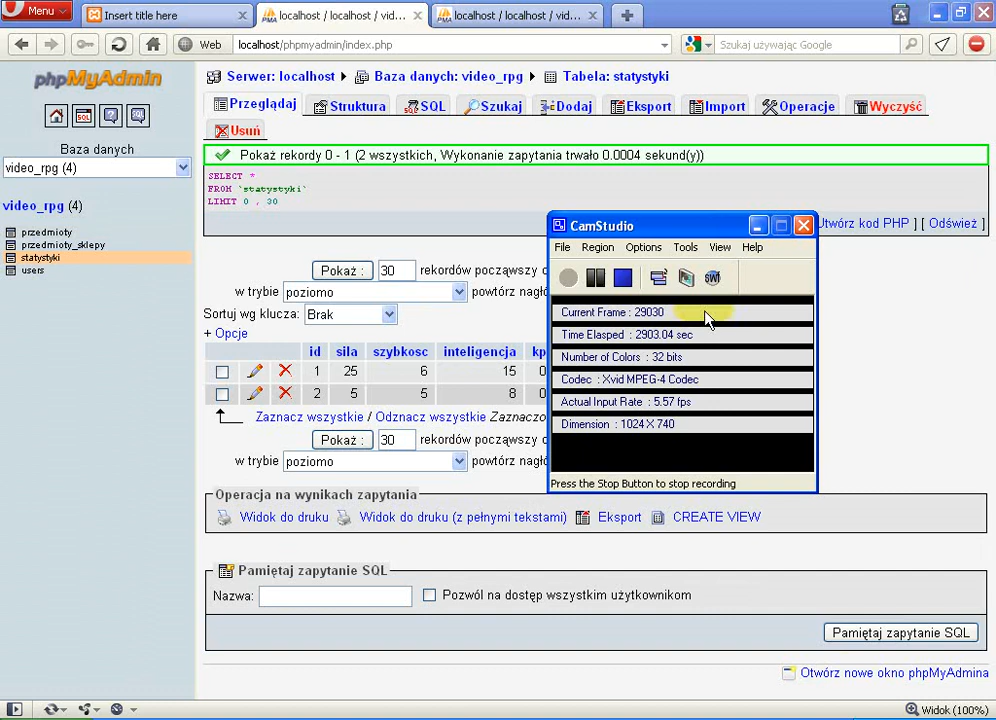 Menu
Insert title here
localhost / localhost / vid...
localhost / localhost / vid...
Web
localhost/phpmyadmin/index.php
Szukaj używając Google
phpMyAdmin
Baza danych
video_rpg (4)
video_rpg (4)
przedmioty
przedmioty_sklepy
statystyki
users
Serwer: localhost Baza danych: video_rpg Tabela: statystyki
Przeglądaj Struktura SQL Szukaj Dodaj Eksport Import Operacje Wyczyść
Usuń
Pokaż rekordy 0 - 1 (2 wszystkich, Wykonanie zapytania trwało 0.0004 sekund(y))
SELECT *
FROM `statystyki`
LIMIT 0 , 30
Utwórz kod PHP ] [ Odśwież ]
Pokaż : 30 rekordów począwszy
w trybie poziomo powtórz
Sortuj wg klucza: Brak
+ Opcje
id sila szybkosc inteligencja
1 25 6 15
2 5 5 8
Zaznacz wszystkie / Odznacz wszystkie
Pokaż : 30 rekordów począwszy
w trybie poziomo powtórz
CamStudio
File Region Options Tools View Help
Current Frame : 29030
Time Elasped : 2903.04 sec
Number of Colors : 32 bits
Codec : Xvid MPEG-4 Codec
Actual Input Rate : 5.57 fps
Dimension : 1024 X 740
Press the Stop Button to stop recording
Operacja na wynikach zapytania
Widok do druku Widok do druku (z pełnymi tekstami) Eksport CREATE VIEW
Pamiętaj zapytanie SQL
Nazwa: Pozwól na dostęp wszystkim użytkownikom
Pamiętaj zapytanie SQL
Otwórz nowe okno phpMyAdmina
Widok (100%)